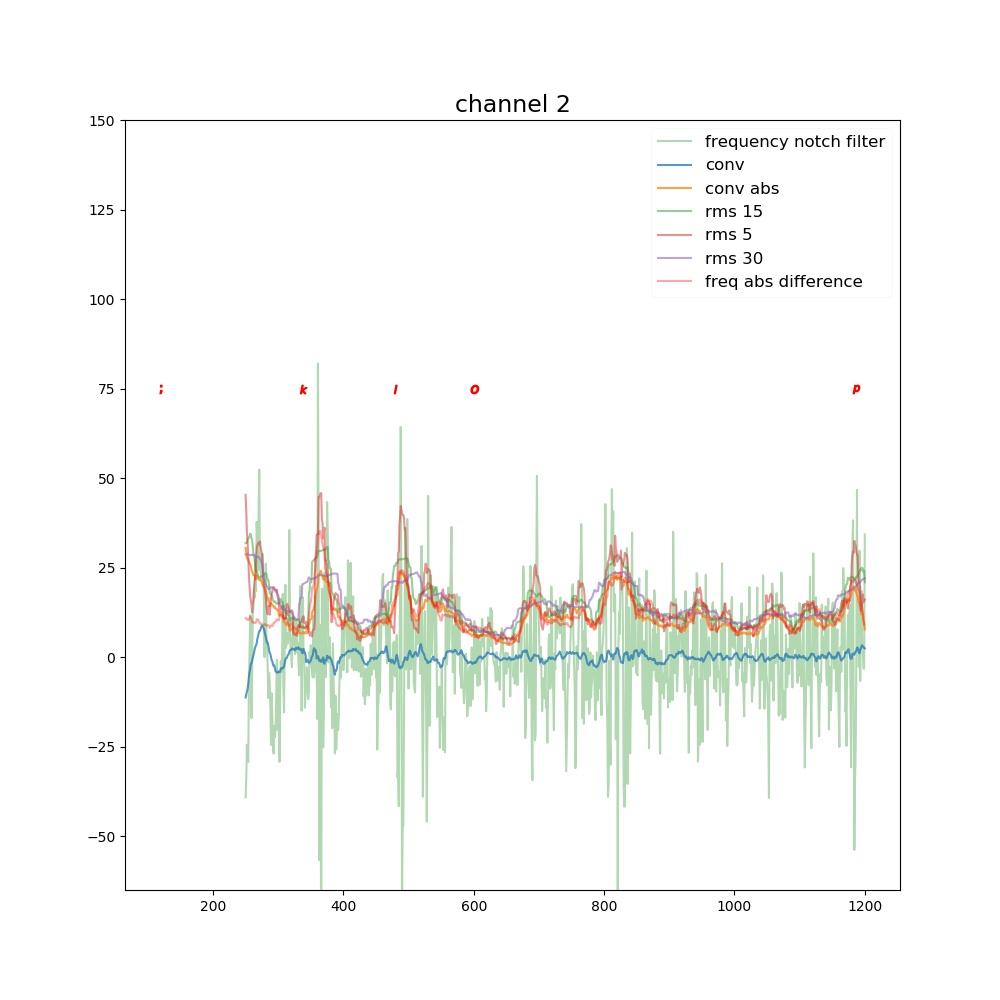 channel 2
150
125
100
75
50
25
0
−25
−50
frequency notch filter
conv
conv abs
rms 15
rms 5
rms 30
freq abs difference
; k l O p
200 400 600 800 1000 1200